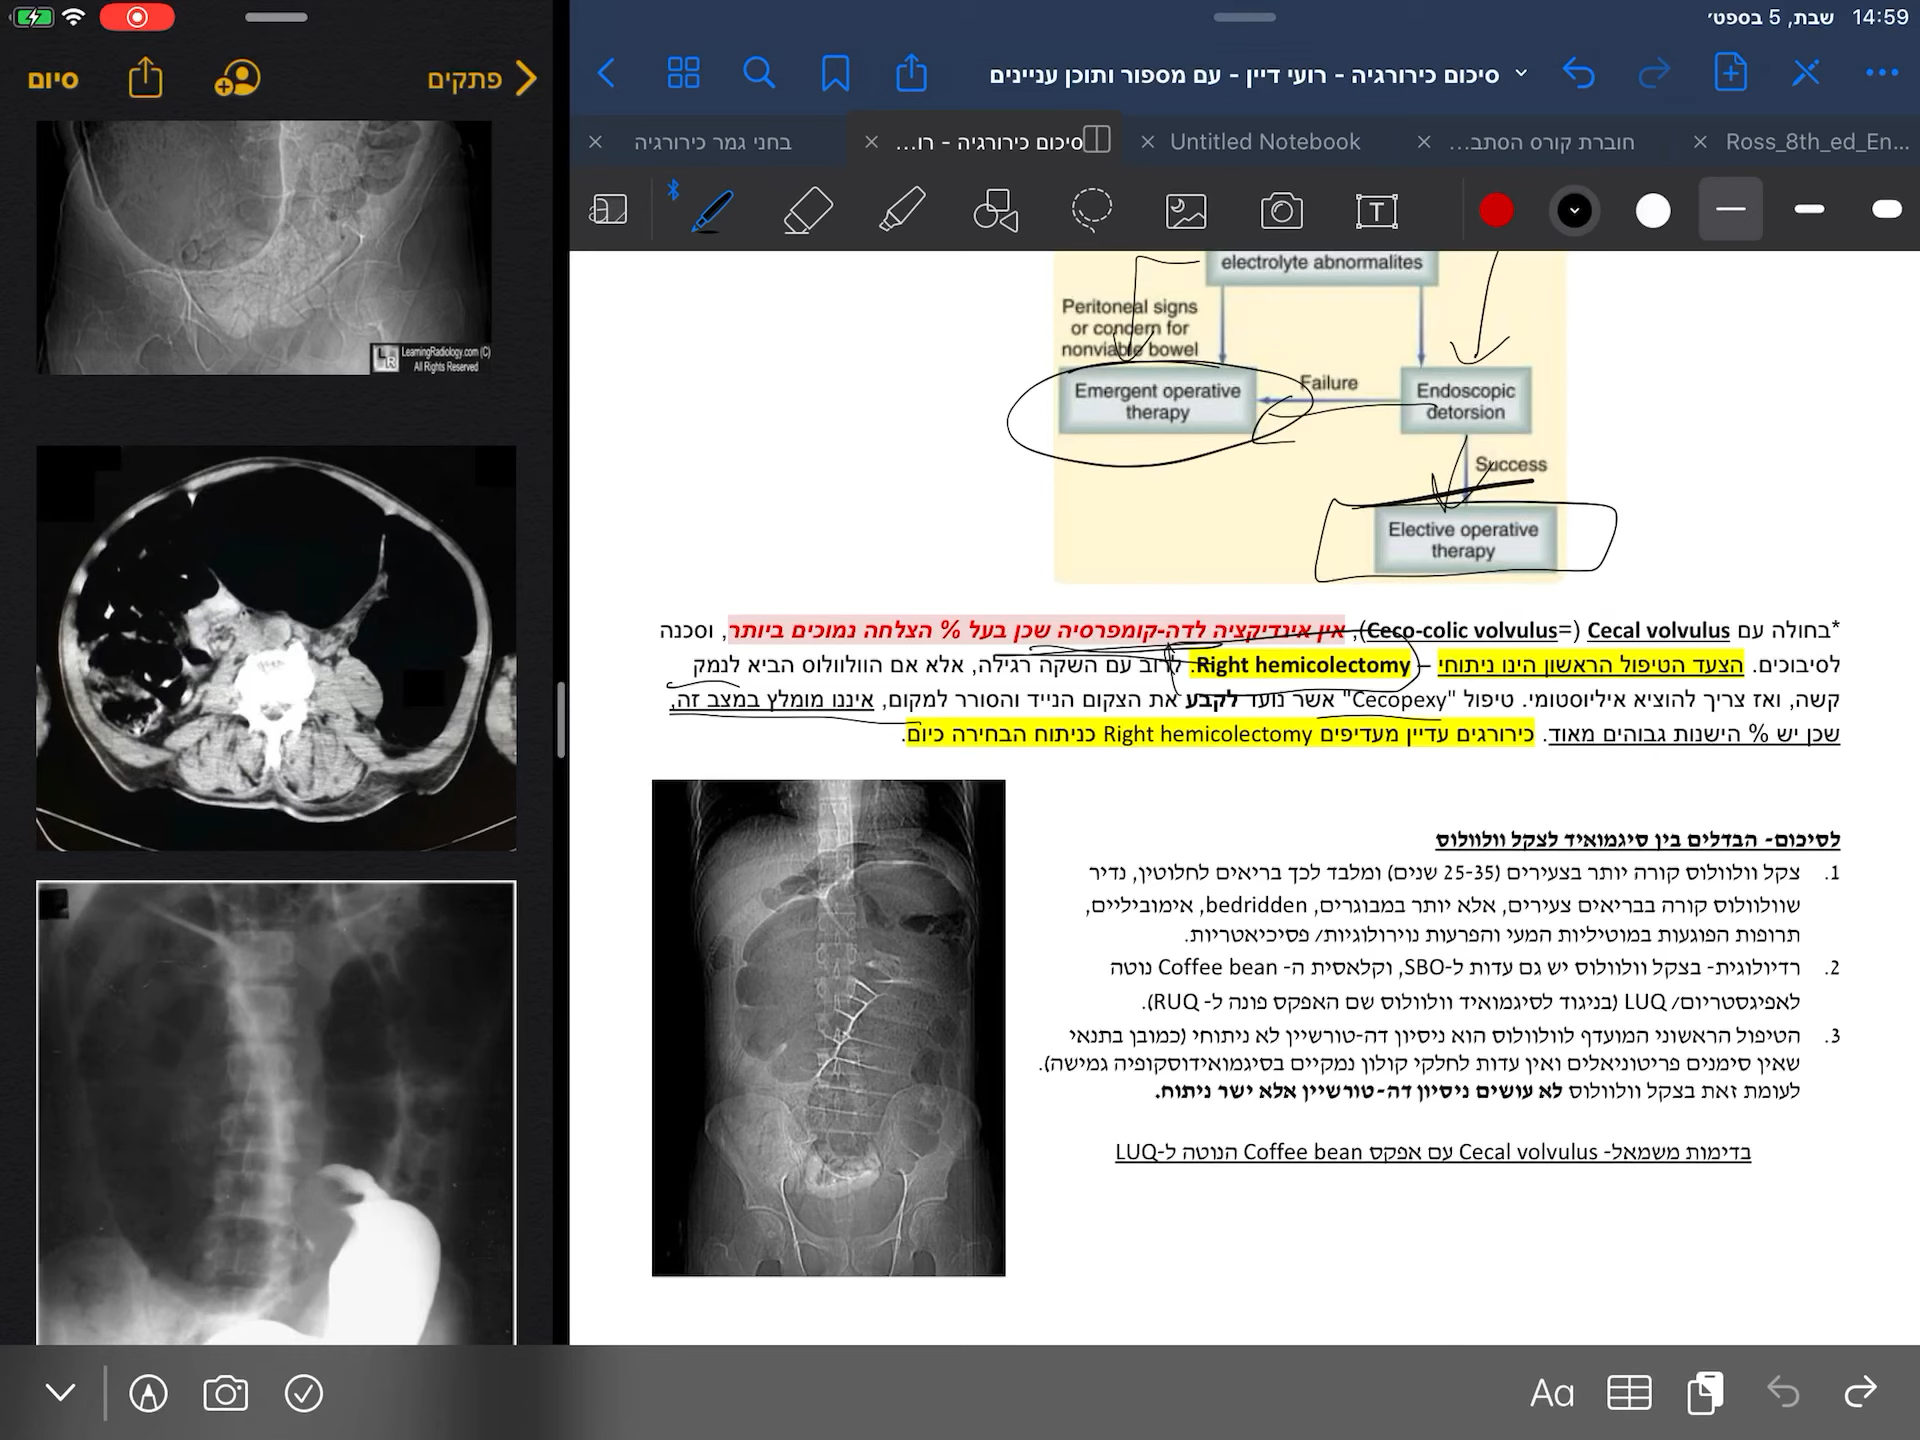 14:59 שבת, 5 בספט׳
סיום
פתקים
סיכום כירורגיה - רועי דיין - עם מספור ותוכן עניינים
בחני גמר כירורגיה
סיכום כירורגיה - רו...
Untitled Notebook
חוברת קורס הסתב...
Ross_8th_ed_En...
T
LearningRadiology.com (C)
All Rights Reserved
LR
electrolyte abnormalites
Peritoneal signs
or concern for
nonviable bowel
Emergent operative
therapy
Failure
Endoscopic
detorsion
Success
Elective operative
therapy
*בחולה עם Cecal volvulus (=Ceco-colic volvulus), אין אינדיקציה לדה-קומפרסיה שכן בעל % הצלחה נמוכים ביותר, וסכנה
לסיבוכים. הצעד הטיפול הראשון הינו ניתוחי – Right hemicolectomy. לרוב עם השקה רגילה, אלא אם הוולוולוס הביא לנמק
קשה, ואז צריך להוציא איליוסטומי. טיפול "Cecopexy" אשר נועד לקבע את הצקום הנייד והסורר למקום, איננו מומלץ במצב זה,
שכן יש % הישנות גבוהים מאוד. כירורגים עדיין מעדיפים Right hemicolectomy כניתוח הבחירה כיום.
לסיכום- הבדלים בין סיגמואיד לצקל וולוולוס
1. צקל וולוולוס קורה יותר בצעירים (25-35 שנים) ומלבד לכך בריאים לחלוטין, נדיר
שוולוולוס קורה בבריאים צעירים, אלא יותר במבוגרים, bedridden, אימוביליים,
תרופות הפוגעות במוטיליות המעי והפרעות נוירולוגיות/ פסיכיאטריות.
2. רדיולוגית- בצקל וולוולוס יש גם עדות ל-SBO, וקלאסית ה- Coffee bean נוטה
לאפיגסטריום/ LUQ (בניגוד לסיגמואיד וולוולוס שם האפקס פונה ל- RUQ).
3. הטיפול הראשוני המועדף לוולוולוס הוא ניסיון דה-טורשיין לא ניתוחי (כמובן בתנאי
שאין סימנים פריטוניאלים ואין עדות לחלקי קולון נמקיים בסיגמואידוסקופיה גמישה).
לעומת זאת בצקל וולוולוס לא עושים ניסיון דה-טורשיין אלא ישר ניתוח.
בדימות משמאל- Cecal volvulus עם אפקס Coffee bean הנוטה ל-LUQ
Aa